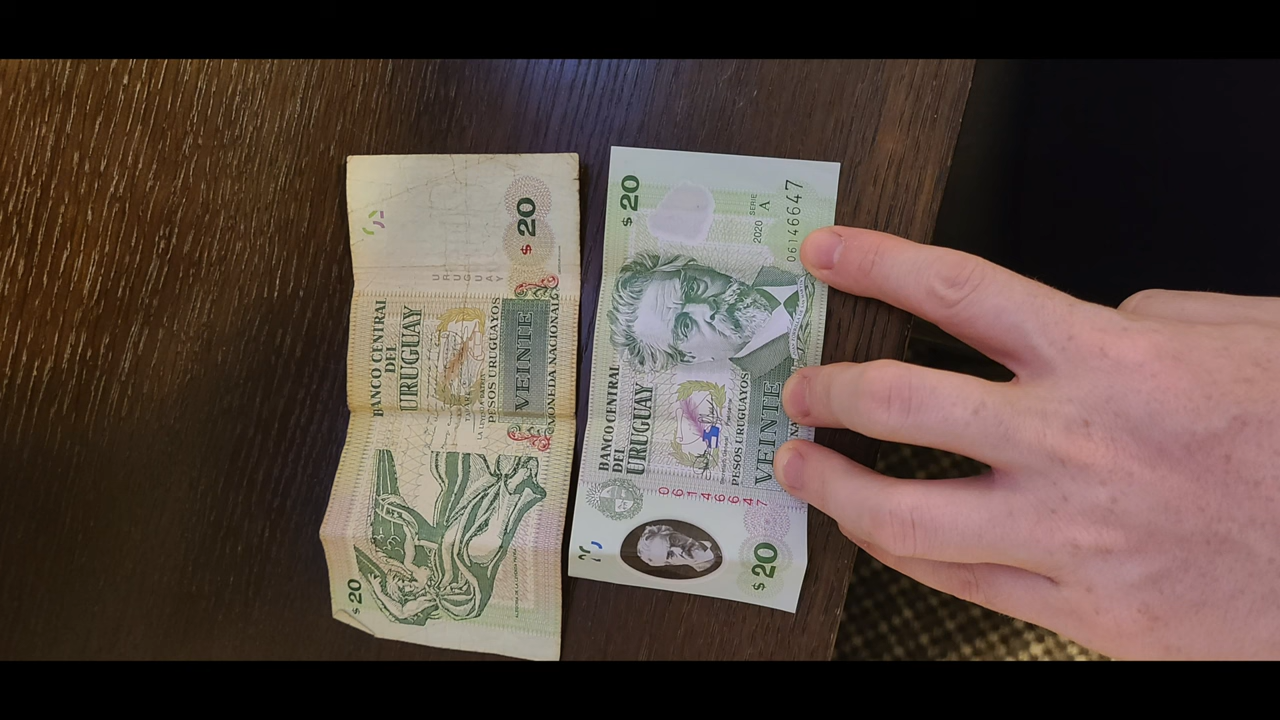 $ 20
URUGUAY
BANCO CENTRAL
DEL
URUGUAY
PESOS URUGUAYOS
VEINTE
MONEDA NACIONAL
$ 20
$ 20
2020
SERIE
A
06146647
BANCO CENTRAL
DEL
URUGUAY
PESOS URUGUAYOS
VEINTE
06146647
$ 20